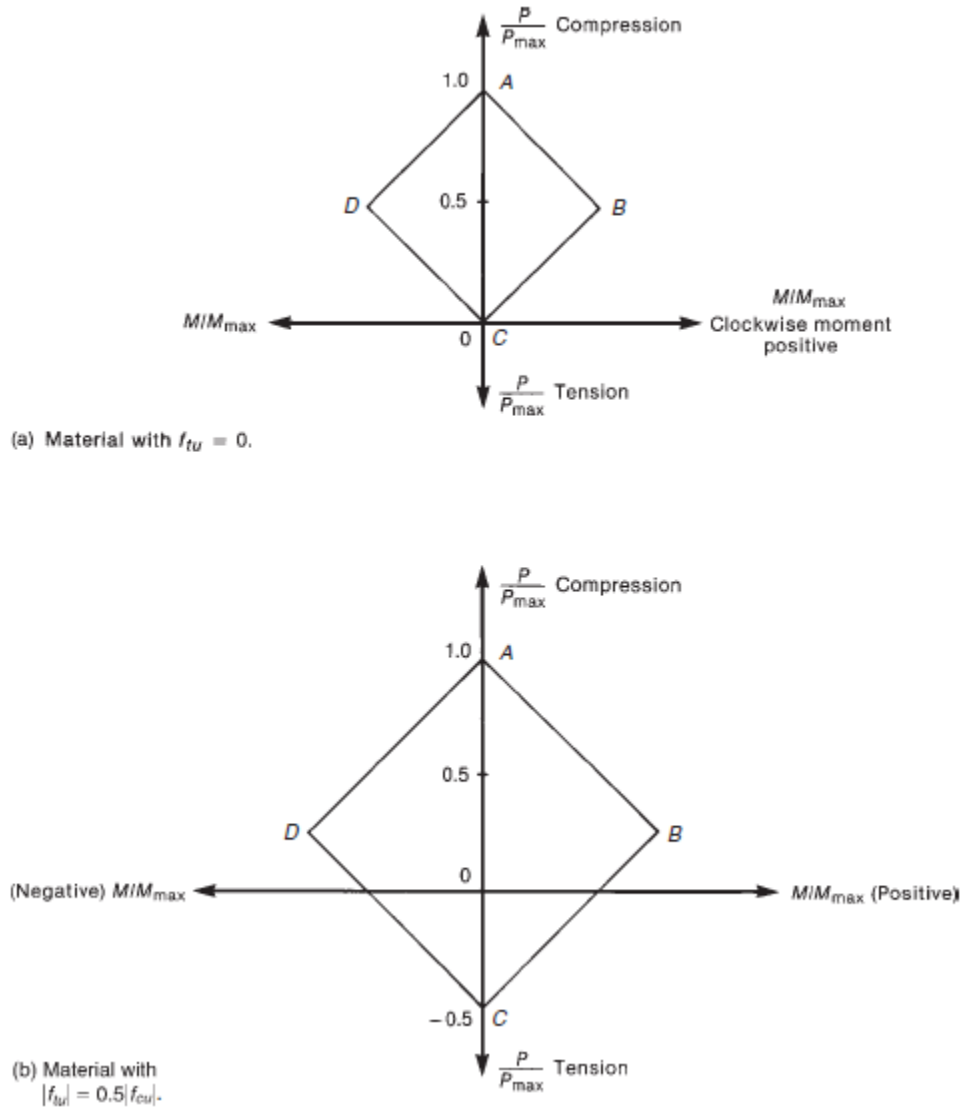 P
Pmax
Compression
1.0
A
D
0.5
B
M/Mmax
M/Mmax
Clockwise moment
positive
0
C
P
Pmax
Tension
(a) Material with ftu = 0.
P
Pmax
Compression
1.0
A
0.5
D
B
0
(Negative) M/Mmax
M/Mmax (Positive)
-0.5
C
P
Pmax
Tension
(b) Material with
|ftu| = 0.5|fcu|.